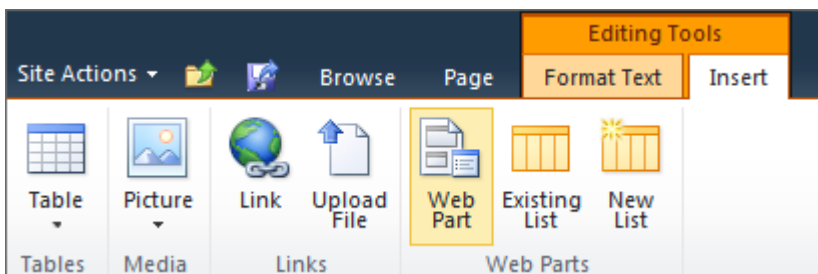 Editing Tools
Site Actions Browse Page Format Text Insert
Table Picture Link Upload File Web Part Existing List New List
Tables Media Links Web Parts